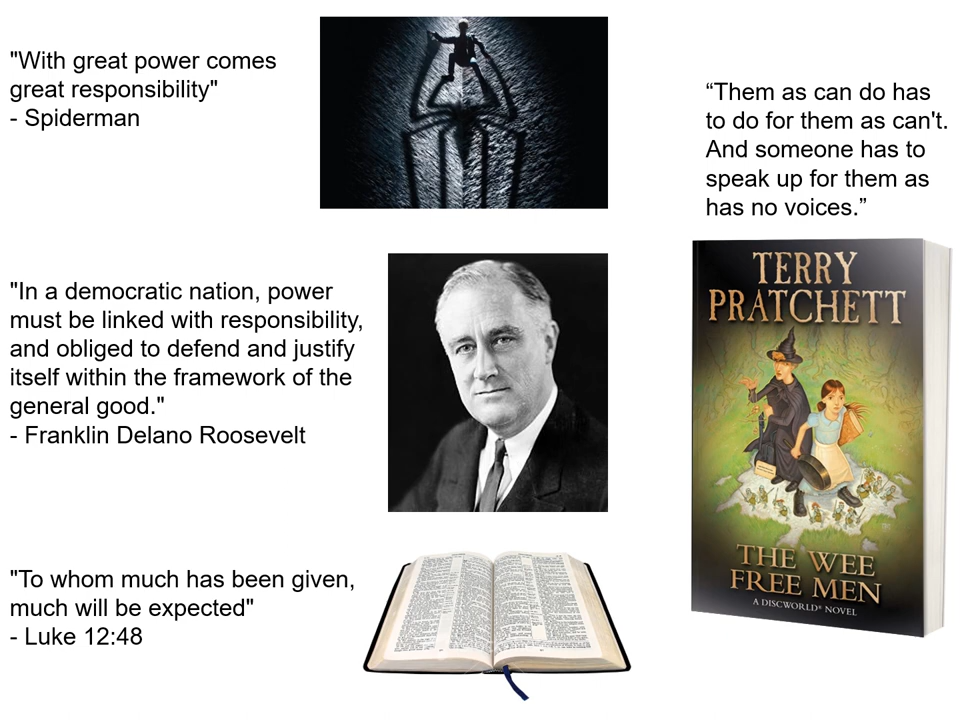 "With great power comes
great responsibility"
- Spiderman
"In a democratic nation, power
must be linked with responsibility,
and obliged to defend and justify
itself within the framework of the
general good."
- Franklin Delano Roosevelt
"To whom much has been given,
much will be expected"
- Luke 12:48
“Them as can do has
to do for them as can't.
And someone has to
speak up for them as
has no voices.”
TERRY
PRATCHETT
THE WEE
FREE MEN
A DISCWORLD® NOVEL